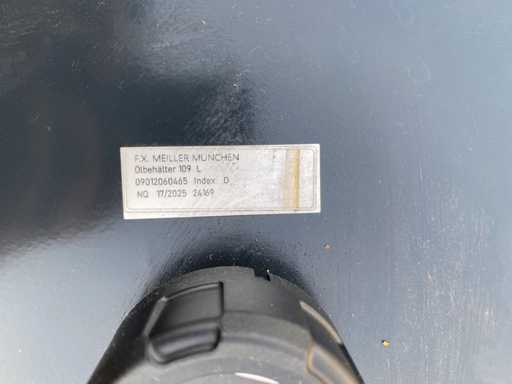 F.X. MEILLER MÜNCHEN
Ölbehälter 109 L
09012060465 Index D
NQ 17/2025 24169